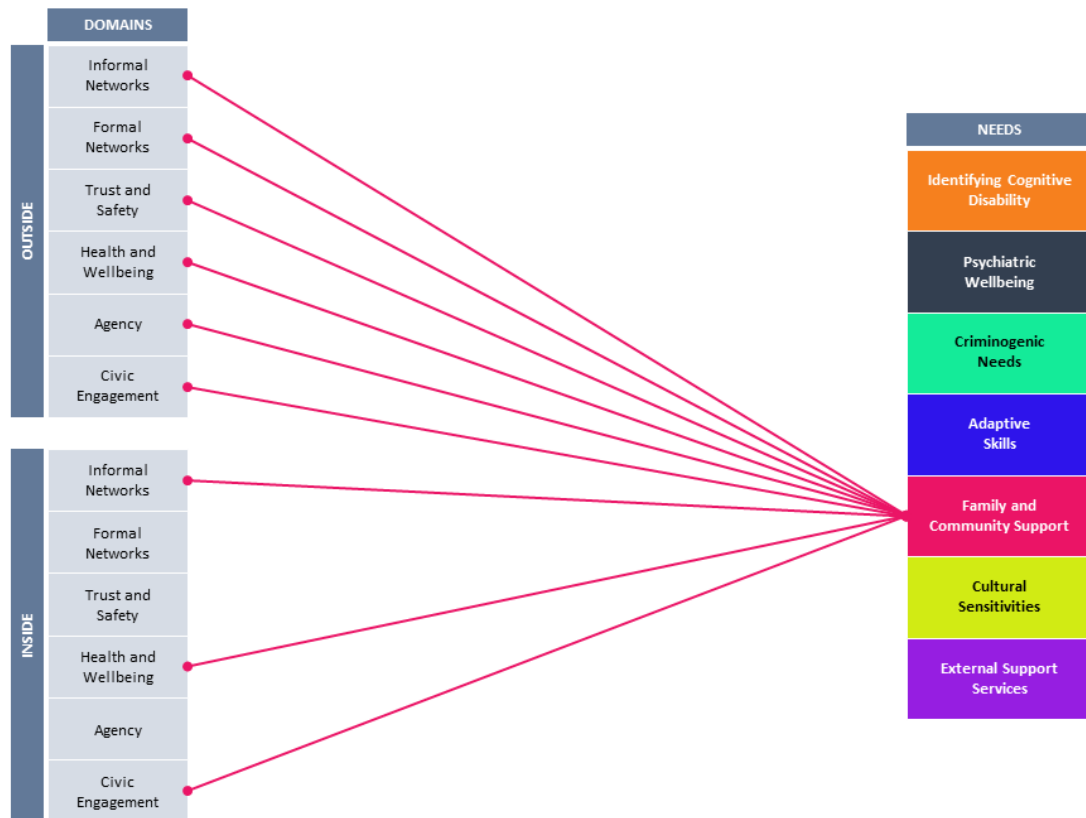 DOMAINS
OUTSIDE
Informal
Networks
Formal
Networks
Trust and
Safety
Health and
Wellbeing
Agency
Civic
Engagement
INSIDE
Informal
Networks
Formal
Networks
Trust and
Safety
Health and
Wellbeing
Agency
Civic
Engagement
NEEDS
Identifying Cognitive
Disability
Psychiatric
Wellbeing
Criminogenic
Needs
Adaptive
Skills
Family and
Community Support
Cultural
Sensitivities
External Support
Services